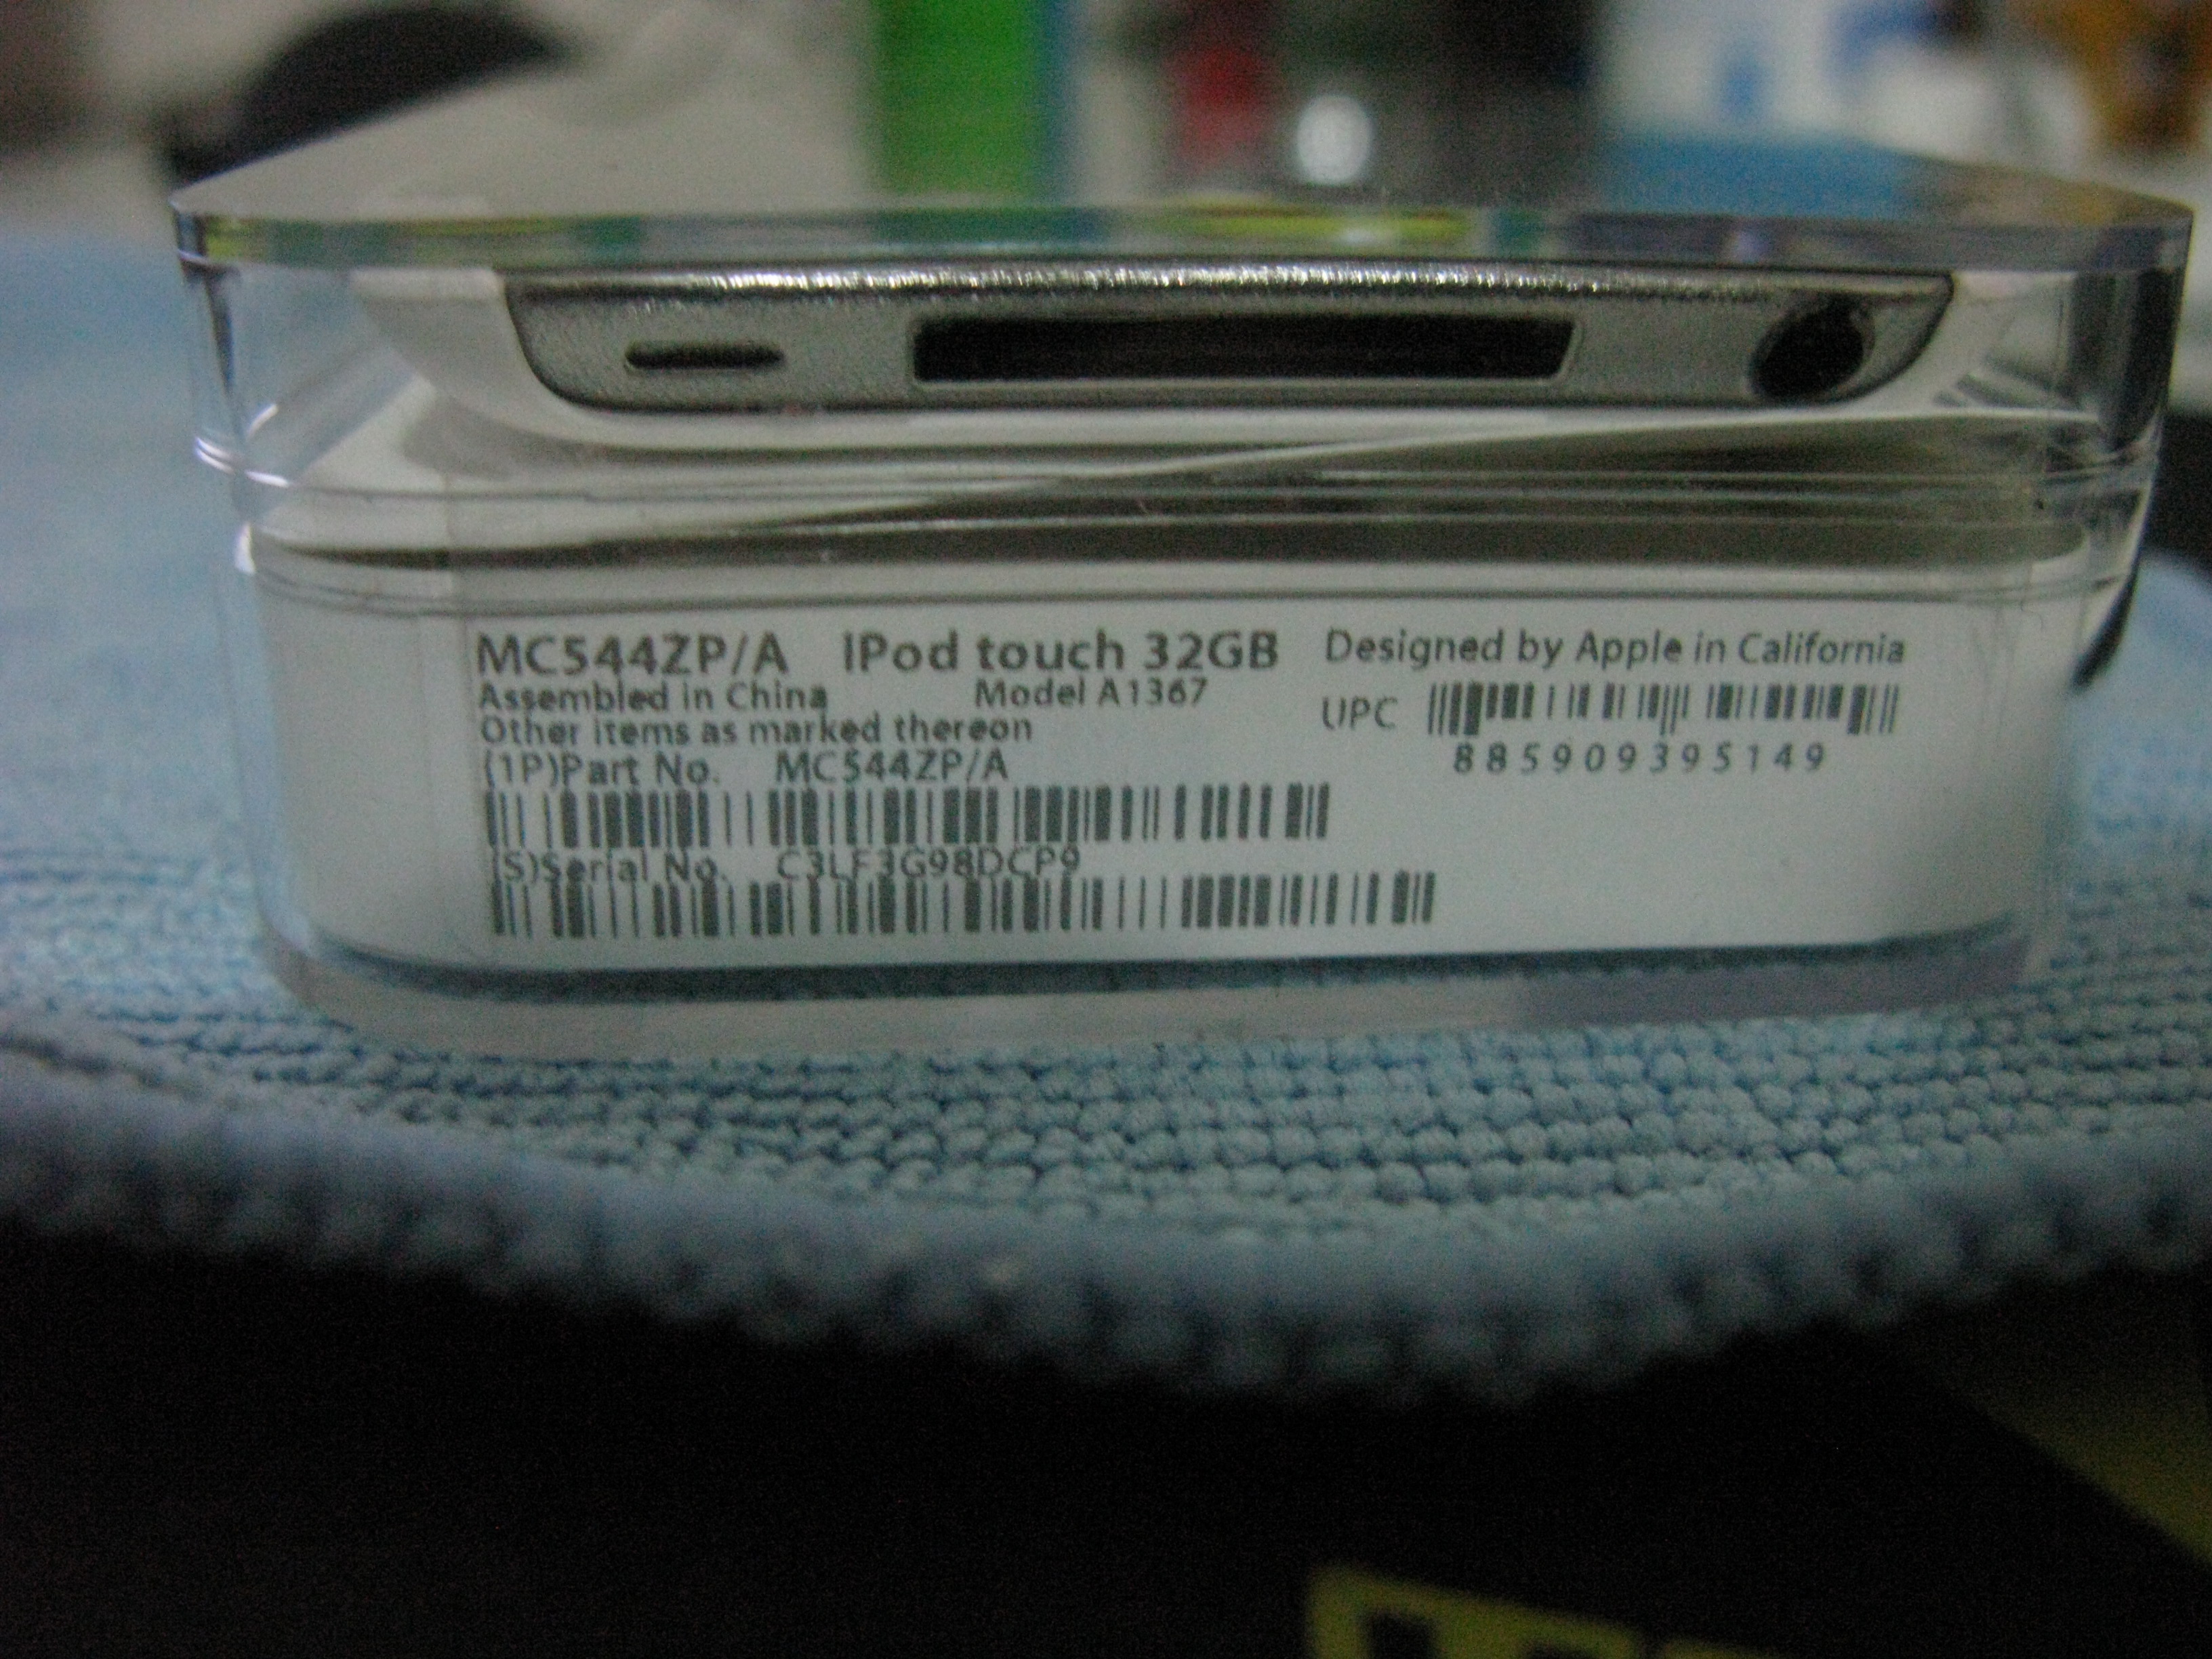 MC544ZP/A iPod touch 32GB Designed by Apple in California
Assembled in China Model A1367
Other items as marked thereon
UPC
885909395149
(1P)Part No. MC544ZP/A
(S)Serial No. C3LF3G98DCP9